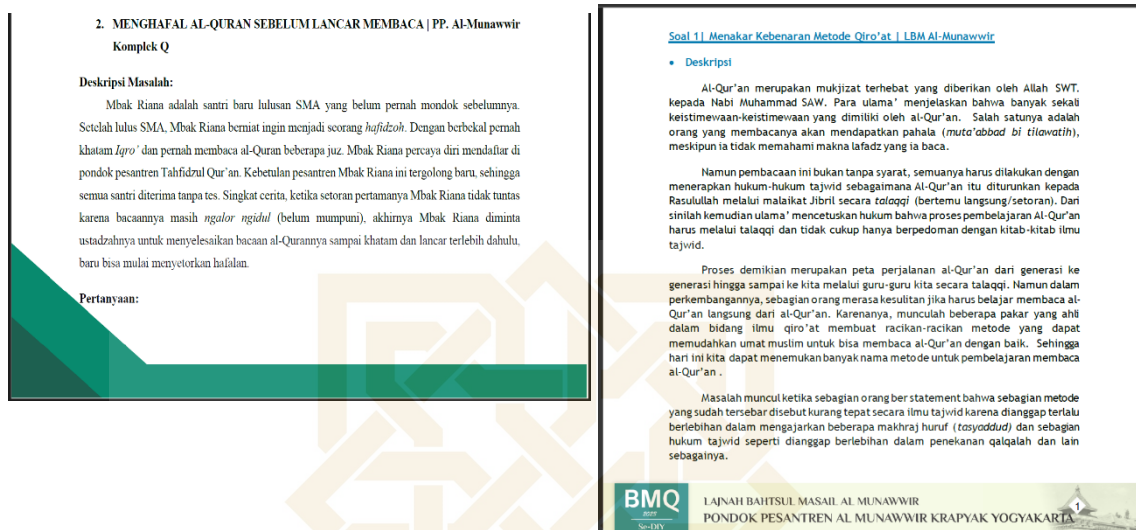 2. MENGHAFAL AL-QURAN SEBELUM LANCAR MEMBACA | PP. Al-Munawwir
Komplek Q
Deskripsi Masalah:
Mbak Riana adalah santri baru lulusan SMA yang belum pernah mondok sebelumnya.
Setelah lulus SMA, Mbak Riana berniat ingin menjadi seorang hafidzoh. Dengan berbekal pernah
khatam Iqro' dan pernah membaca al-Quran beberapa juz. Mbak Riana percaya diri mendaftar di
pondok pesantren Tahfidzul Qur'an. Kebetulan pesantren Mbak Riana ini tergolong baru, sehingga
semua santri diterima tanpa tes. Singkat cerita, ketika setoran pertamanya Mbak Riana tidak tuntas
karena bacaannya masih ngalor ngidul (belum mumpuni), akhirnya Mbak Riana diminta
ustadzahnya untuk menyelesaikan bacaan al-Qurannya sampai khatam dan lancar terlebih dahulu,
baru bisa mulai menyetorkan hafalan.
Pertanyaan:
Soal 1| Menakar Kebenaran Metode Qiro'at | LBM Al-Munawwir
• Deskripsi
Al-Qur'an merupakan mukjizat terhebat yang diberikan oleh Allah SWT.
kepada Nabi Muhammad SAW. Para ulama' menjelaskan bahwa banyak sekali
keistimewaan-keistimewaan yang dimiliki oleh al-Qur'an. Salah satunya adalah
orang yang membacanya akan mendapatkan pahala (muta'abbad bi tilawatih),
meskipun ia tidak memahami makna lafadz yang ia baca.
Namun pembacaan ini bukan tanpa syarat, semuanya harus dilakukan dengan
menerapkan hukum-hukum tajwid sebagaimana Al-Qur'an itu diturunkan kepada
Rasulullah melalui malaikat Jibril secara talaqqi (bertemu langsung/setoran). Dari
sinilah kemudian ulama' mencetuskan hukum bahwa proses pembelajaran Al-Qur'an
harus melalui talaqqi dan tidak cukup hanya berpedoman dengan kitab-kitab ilmu
tajwid.
Proses demikian merupakan peta perjalanan al-Qur'an dari generasi ke
generasi hingga sampai ke kita melalui guru-guru kita secara talaqqi. Namun dalam
perkembangannya, sebagian orang merasa kesulitan jika harus belajar membaca al-
Qur'an langsung dari al-Qur'an. Karenanya, munculah beberapa pakar yang ahli
dalam bidang ilmu qiro'at membuat racikan-racikan metode yang dapat
memudahkan umat muslim untuk bisa membaca al-Qur'an dengan baik. Sehingga
hari ini kita dapat menemukan banyak nama metode untuk pembelajaran membaca
al-Qur'an .
Masalah muncul ketika sebagian orang ber statement bahwa sebagian metode
yang sudah tersebar disebut kurang tepat secara ilmu tajwid karena dianggap terlalu
berlebihan dalam mengajarkan beberapa makhraj huruf (tasyaddud) dan sebagian
hukum tajwid seperti dianggap berlebihan dalam penekanan qalqalah dan lain
sebagainya.
BMQ
Se-DIY
LAJNAH BAHTSUL MASAIL AL MUNAWWIR
PONDOK PESANTREN AL MUNAWWIR KRAPYAK YOGYAKARTA
1